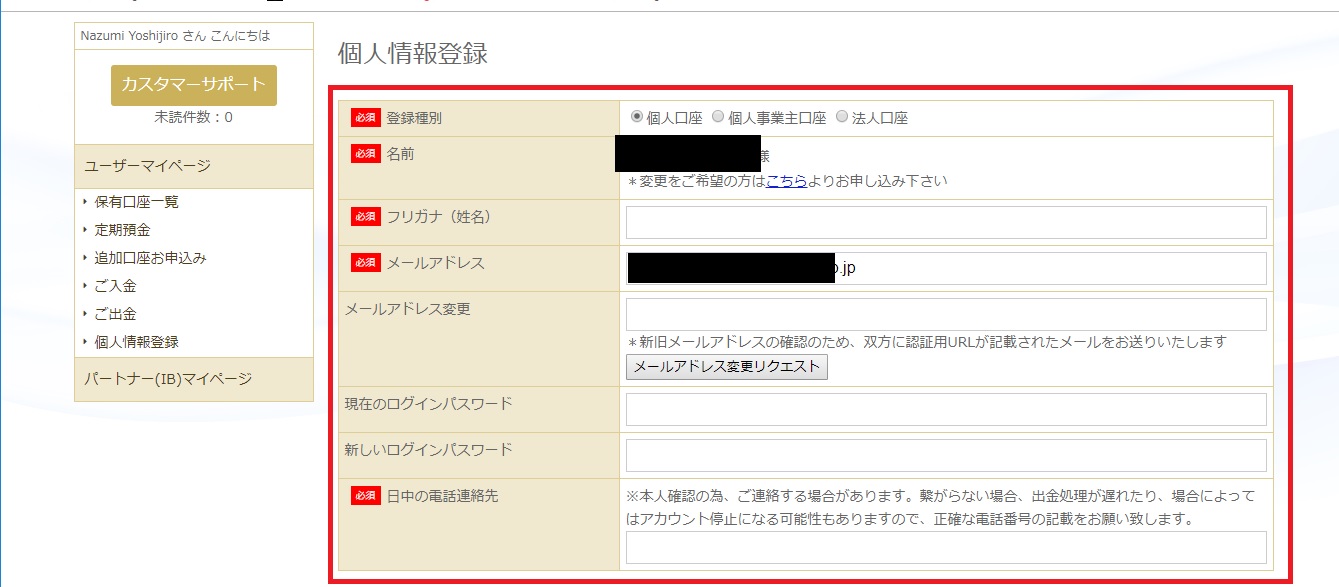 Nazumi Yoshijiro さん こんにちは
カスタマーサポート
未読件数：0
ユーザーマイページ
保有口座一覧
定期預金
追加口座お申込み
ご入金
ご出金
個人情報登録
パートナー(IB)マイページ
個人情報登録
必須 登録種別
個人口座 個人事業主口座 法人口座
必須 名前
様
＊変更をご希望の方はこちらよりお申し込み下さい
必須 フリガナ（姓名）
必須 メールアドレス
.jp
メールアドレス変更
＊新旧メールアドレスの確認のため、双方に認証用URLが記載されたメールをお送りいたします
メールアドレス変更リクエスト
現在のログインパスワード
新しいログインパスワード
必須 日中の電話連絡先
※本人確認の為、ご連絡する場合があります。繋がらない場合、出金処理が遅れたり、場合によって
はアカウント停止になる可能性もありますので、正確な電話番号の記載をお願い致します。